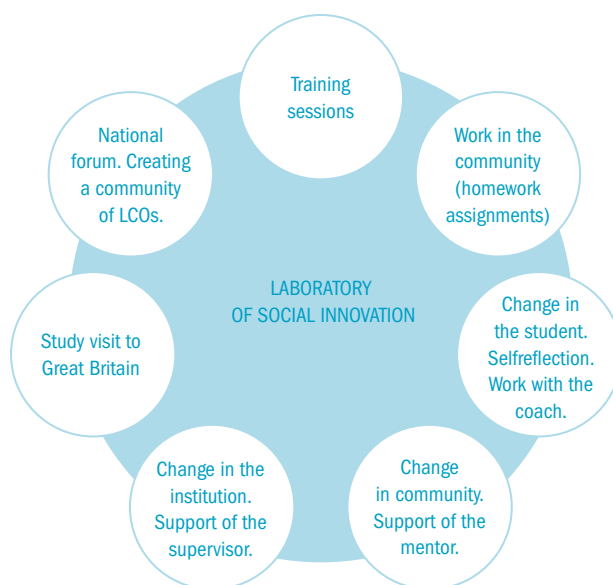 Training
sessions
National
forum. Creating
a community
of LCOs.
Work in the
community
(homework
assignments)
LABORATORY
OF SOCIAL INNOVATION
Study visit to
Great Britain
Change in
the student.
Selfreflection.
Work with the
coach.
Change in the
institution.
Support of the
supervisor.
Change
in community.
Support of the
mentor.